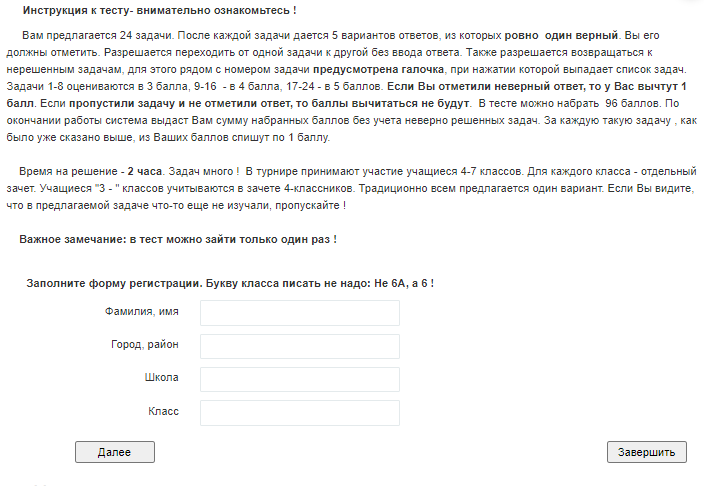 Инструкция к тесту- внимательно ознакомьтесь !
Вам предлагается 24 задачи. После каждой задачи дается 5 вариантов ответов, из которых ровно один верный. Вы его
должны отметить. Разрешается переходить от одной задачи к другой без ввода ответа. Также разрешается возвращаться к
нерешенным задачам, для этого рядом с номером задачи предусмотрена галочка, при нажатии которой выпадает список задач.
Задачи 1-8 оцениваются в 3 балла, 9-16 - в 4 балла, 17-24 - в 5 баллов. Если Вы отметили неверный ответ, то у Вас вычтут 1
балл. Если пропустили задачу и не отметили ответ, то баллы вычитаться не будут. В тесте можно набрать 96 баллов. По
окончании работы система выдаст Вам сумму набранных баллов без учета неверно решенных задач. За каждую такую задачу , как
было уже сказано выше, из Ваших баллов спишут по 1 баллу.
Время на решение - 2 часа. Задач много ! В турнире принимают участие учащиеся 4-7 классов. Для каждого класса - отдельный
зачет. Учащиеся "3 - " классов учитываются в зачете 4-классников. Традиционно всем предлагается один вариант. Если Вы видите,
что в предлагаемой задаче что-то еще не изучали, пропускайте !
Важное замечание: в тест можно зайти только один раз !
Заполните форму регистрации. Букву класса писать не надо: Не 6А, а 6 !
Фамилия, имя
Город, район
Школа
Класс
Далее Завершить